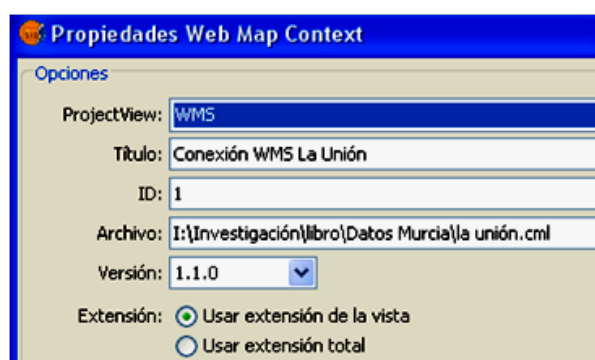 Propiedades Web Map Context
Opciones
ProjectView: WMS
Título: Conexión WMS La Unión
ID: 1
Archivo: I:\Investigación\libro\Datos Murcia\la unión.cml
Versión: 1.1.0
Extensión: Usar extensión de la vista
Usar extensión total